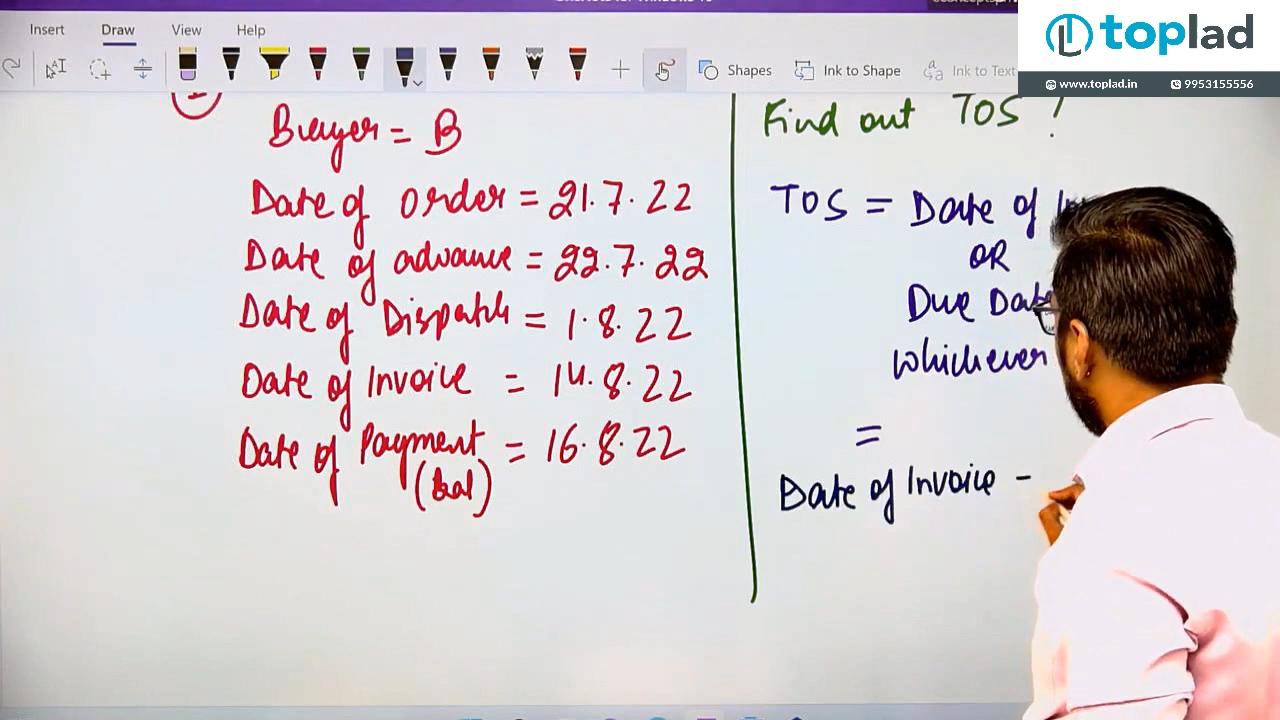 Insert Draw View Help
Shapes Ink to Shape Ink to Text
toplad
www.toplad.in 9953155556
Buyer = B
Date of order = 21.7.22
Date of advance = 22.7.22
Date of Dispatch = 1.8.22
Date of Invoice = 14.8.22
Date of Payment = 16.8.22
(bal)
Find out TOS !
TOS = Date of
OR
Due Date
whichever
=
Date of Invoice -